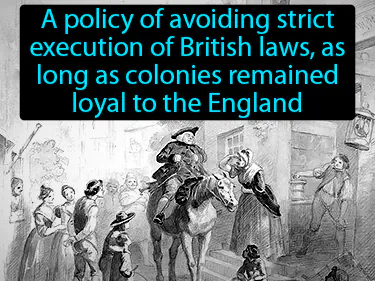 A policy of avoiding strict
execution of British laws, as
long as colonies remained
loyal to the England